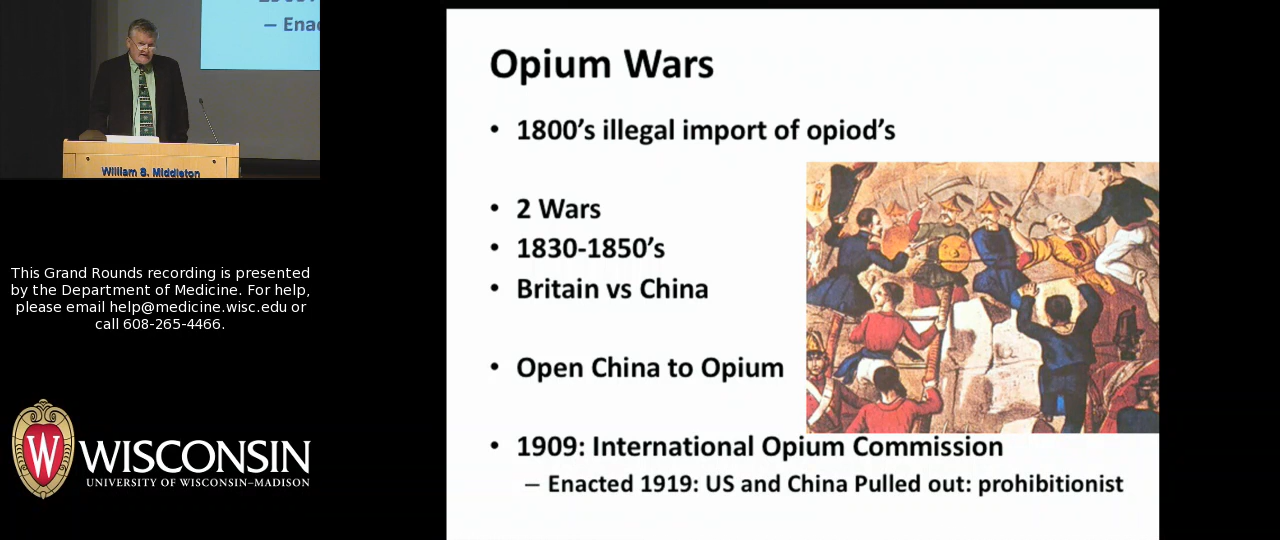 – Enac
William S. Middleton
This Grand Rounds recording is presented
by the Department of Medicine. For help,
please email help@medicine.wisc.edu or
call 608-265-4466.
W
WISCONSIN
UNIVERSITY OF WISCONSIN–MADISON
Opium Wars
• 1800’s illegal import of opiod’s
• 2 Wars
• 1830-1850’s
• Britain vs China
• Open China to Opium
• 1909: International Opium Commission
– Enacted 1919: US and China Pulled out: prohibitionist